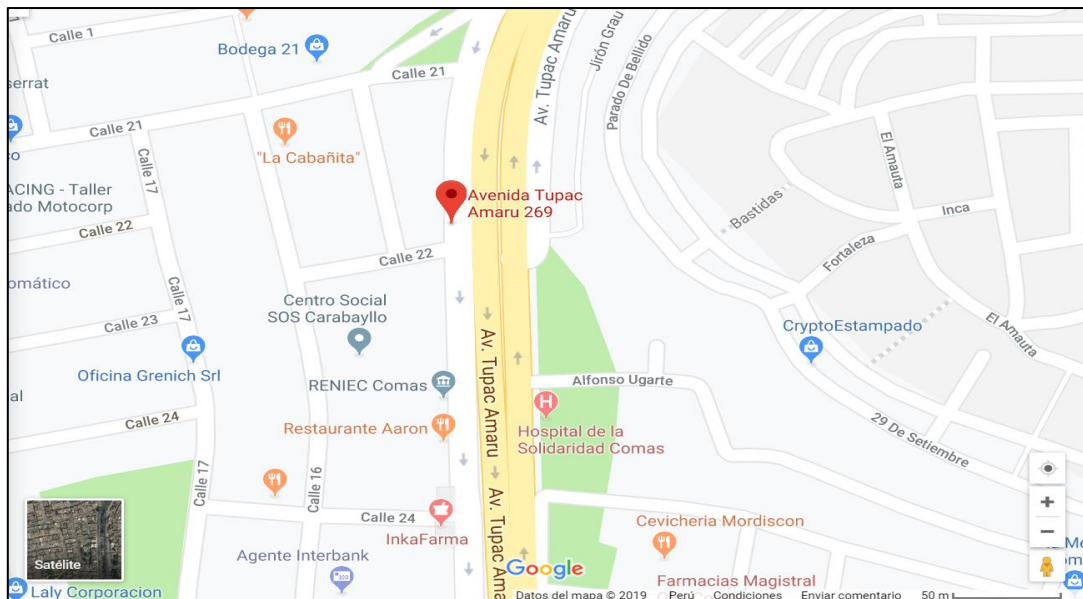 Calle 1
Bodega 21
Calle 21
Av. Tupac Amaru
Jirón Grau
Parado De Bellido
serrat
Calle 21
"La Cabañita"
El Amauta
co
Calle 17
ACING - Taller
ado Motocorp
Avenida Tupac
Amaru 269
Bastidas
Inca
Calle 22
Calle 22
Fortaleza
omático
Centro Social
SOS Carabayllo
Calle 17
Calle 23
El Amauta
CryptoEstampado
Oficina Grenich Srl
Av. Tupac Amaru
RENIEC Comas
Alfonso Ugarte
al
Calle 24
Restaurante Aaron
Hospital de la
Solidaridad Comas
29 De Setiembre
Calle 17
Calle 16
Calle 24
InkaFarma
Av. Tupac Ama
Cevicheria Mordiscon
Agente Interbank
Satélite
Google
Farmacias Magistral
Laly Corporacion
Datos del mapa © 2019 Perú Condiciones Enviar comentario 50 m